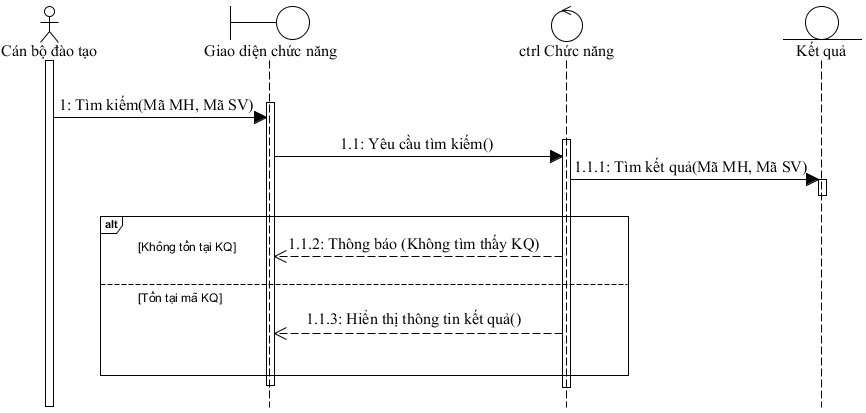 Cán bộ đào tạo
Giao diện chức năng
ctrl Chức năng
Kết quả
1: Tìm kiếm(Mã MH, Mã SV)
1.1: Yêu cầu tìm kiếm()
1.1.1: Tìm kết quả(Mã MH, Mã SV)
alt
[Không tồn tại KQ]
1.1.2: Thông báo (Không tìm thấy KQ)
[Tồn tại mã KQ]
1.1.3: Hiển thị thông tin kết quả()